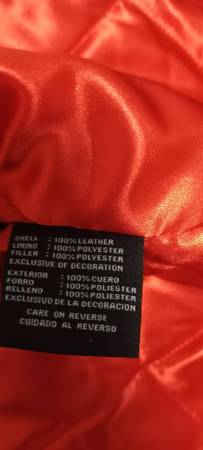 SHELL : 100% LEATHER
LINING : 100% POLYESTER
FILLER : 100% POLYESTER
EXCLUSIVE OF DECORATION
EXTERIOR : 100% CUERO
FORRO : 100% POLIESTER
RELLENO : 100% POLIESTER
EXCLUSIVO DE LA DECORACION
CARE ON REVERSE
CUIDADO AL REVERSO